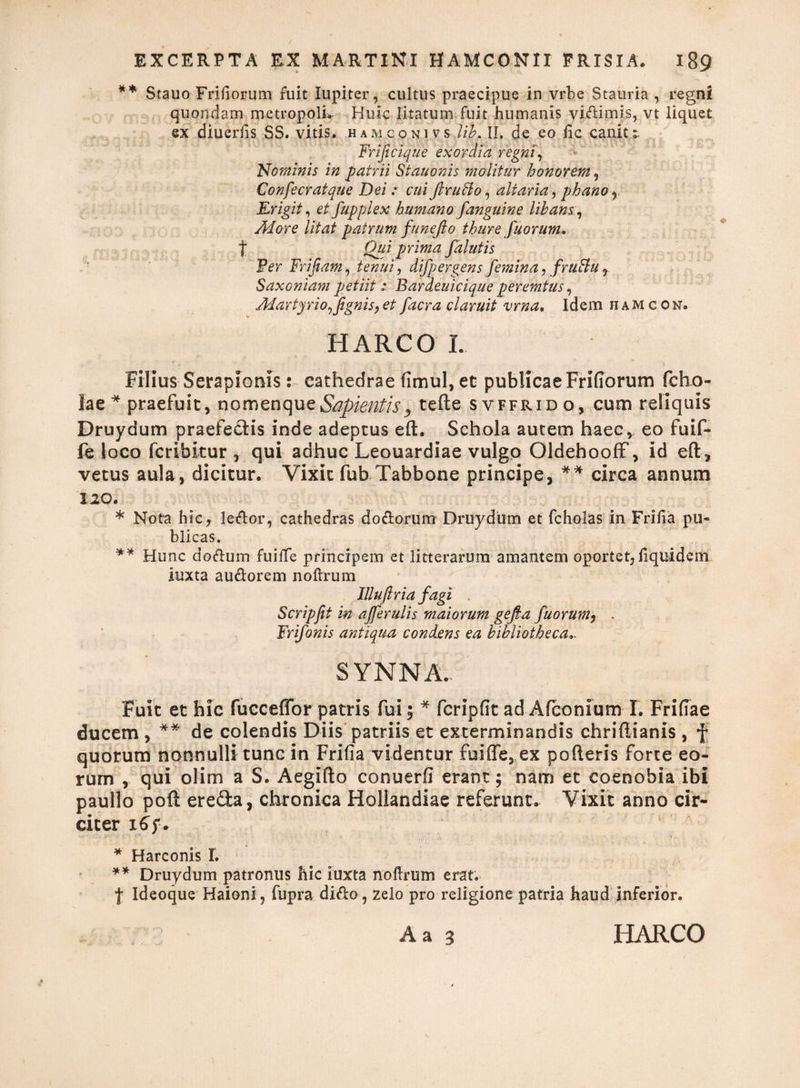 EXCERPTA EX MARTINI HAMCONII FRISIA. 189
** Stauo Friſiorum fuit Iupiter, cultus praecipue in vrbe Stauria, regni
quondam metropoli. Huic litatum fuit humanis victimis, vt liquet
ex diuerſis SS. vitis. HAMCONIVS lib. II. de eo ſic canit:
Friſicique exordia regni,
Nominis in patrii Stauonis molitur honorem,
Conſecratque Dei: cui ſtructo, altaria, phano,
Erigit, et ſupplex humano ſanguine libans,
More litat patrum funeſto thure ſuorum.
† Qui prima ſalutis
Per Friſiam, tenui, diſpergens ſemina, fructu,
Saxoniam petiit: Bardeuicique peremtus,
Martyrio, ſignis, et ſacra claruit vrna. Idem HAMCON.
HARCO I.
Filius Serapionis: cathedrae ſimul, et publicae Friſiorum ſcho-
lae * praefuit, nomenque Sapientis, teſte SVFFRIDO, cum reliquis
Druydum praefectis inde adeptus eſt. Schola autem haec, eo fuiſ-
ſe loco ſcribitur, qui adhuc Leouardiae vulgo Oldehooff, id eſt,
vetus aula, dicitur. Vixit ſub Tabbone principe, ** circa annum
120.
* Nota hic, lector, cathedras doctorum Druydum et ſcholas in Friſia pu-
blicas.
** Hunc doctum fuiſſe principem et litterarum amantem oportet, ſiquidem
iuxta auctorem noſtrum
Illuſtria fagi
Scripſit in aſſerulis maiorum geſta ſuorum,
Friſonis antiqua condens ea bibliotheca.
SYNNA.
Fuit et hic ſucceſſor patris ſui; * ſcripſit ad Aſconium I. Friſiae
ducem, ** de colendis Diis patriis et exterminandis chriſtianis, †
quorum nonnulli tunc in Friſia videntur fuiſſe, ex poſteris forte eo-
rum, qui olim a S. Aegiſto conuerſi erant; nam et coenobia ibi
paullo poſt erecta, chronica Hollandiae referunt. Vixit anno cir-
citer 165.
* Harconis I.
** Druydum patronus hic iuxta noſtrum erat.
† Ideoque Haioni, ſupra dicto, zelo pro religione patria haud inferior.
Aa 3 HARCO